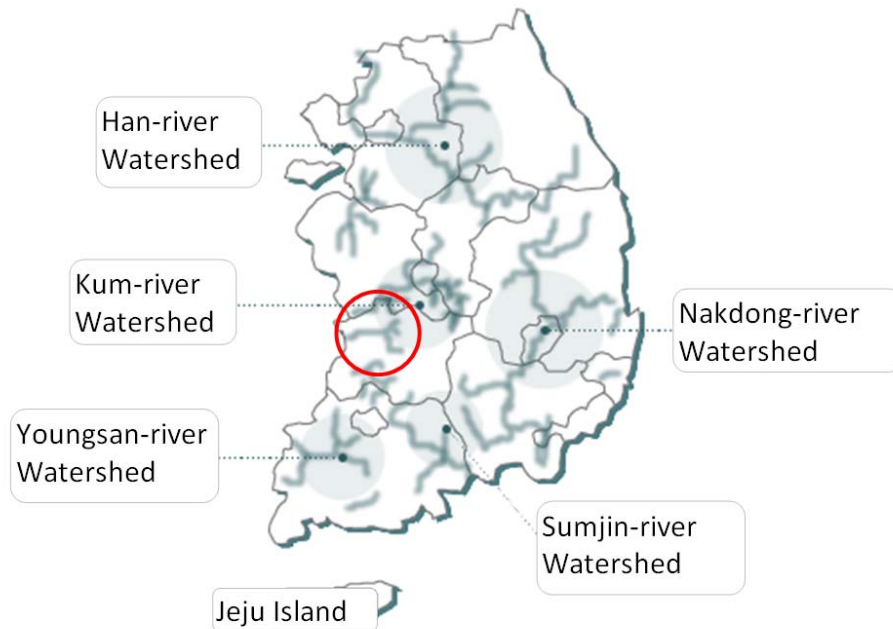 Han-river
Watershed
Kum-river
Watershed
Nakdong-river
Watershed
Youngsan-river
Watershed
Sumjin-river
Watershed
Jeju Island